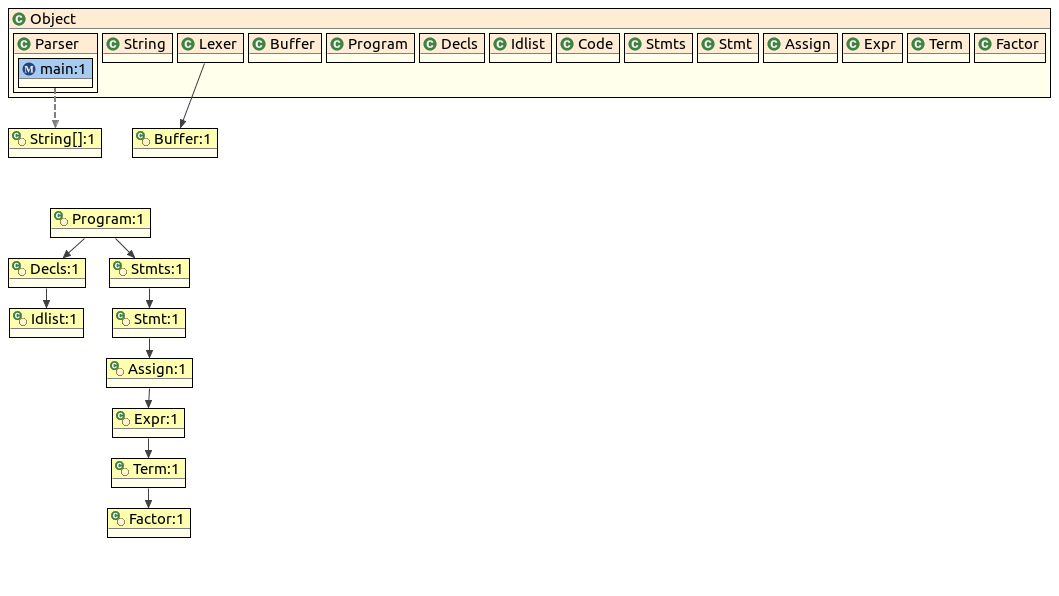 Object
Parser String Lexer Buffer Program Decls Idlist Code Stmts Stmt Assign Expr Term Factor
main:1
String[]:1 Buffer:1
Program:1
Decls:1 Stmts:1
Idlist:1 Stmt:1
Assign:1
Expr:1
Term:1
Factor:1